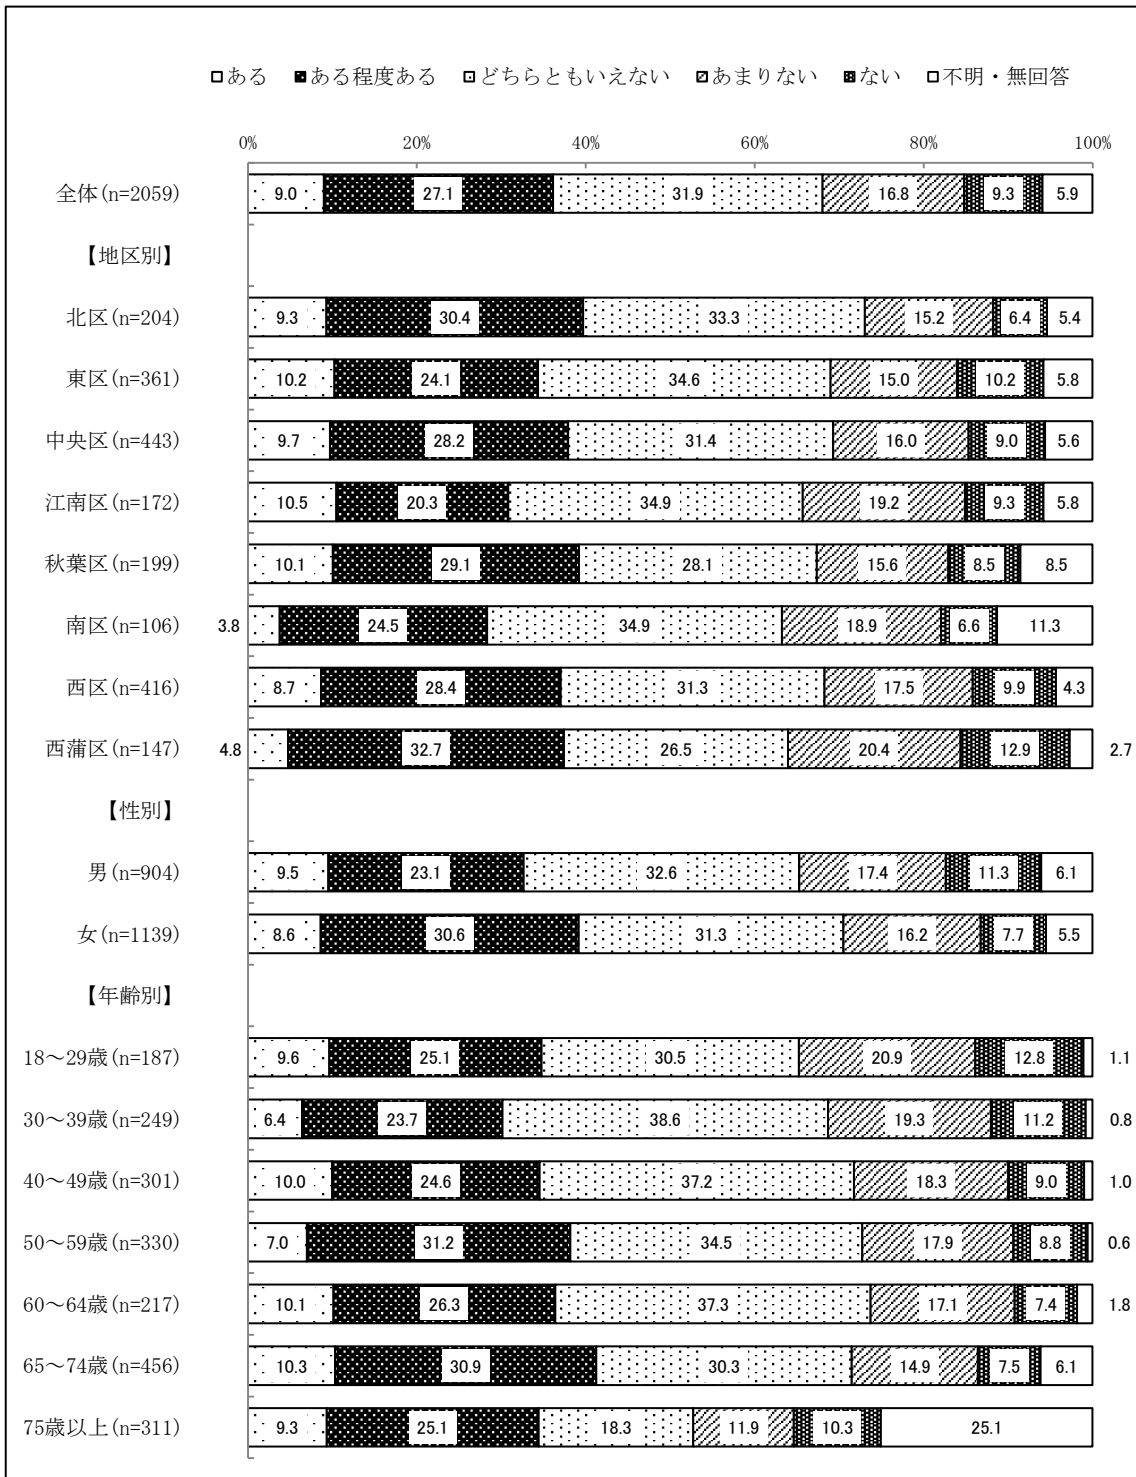 ある ある程度ある どちらともいえない あまりない ない 不明・無回答
0% 20% 40% 60% 80% 100%
全体(n=2059) 9.0 27.1 31.9 16.8 9.3 5.9
【地区別】
北区(n=204) 9.3 30.4 33.3 15.2 6.4 5.4
東区(n=361) 10.2 24.1 34.6 15.0 10.2 5.8
中央区(n=443) 9.7 28.2 31.4 16.0 9.0 5.6
江南区(n=172) 10.5 20.3 34.9 19.2 9.3 5.8
秋葉区(n=199) 10.1 29.1 28.1 15.6 8.5 8.5
南区(n=106) 3.8 24.5 34.9 18.9 6.6 11.3
西区(n=416) 8.7 28.4 31.3 17.5 9.9 4.3
西蒲区(n=147) 4.8 32.7 26.5 20.4 12.9 2.7
【性別】
男(n=904) 9.5 23.1 32.6 17.4 11.3 6.1
女(n=1139) 8.6 30.6 31.3 16.2 7.7 5.5
【年齢別】
18～29歳(n=187) 9.6 25.1 30.5 20.9 12.8 1.1
30～39歳(n=249) 6.4 23.7 38.6 19.3 11.2 0.8
40～49歳(n=301) 10.0 24.6 37.2 18.3 9.0 1.0
50～59歳(n=330) 7.0 31.2 34.5 17.9 8.8 0.6
60～64歳(n=217) 10.1 26.3 37.3 17.1 7.4 1.8
65～74歳(n=456) 10.3 30.9 30.3 14.9 7.5 6.1
75歳以上(n=311) 9.3 25.1 18.3 11.9 10.3 25.1